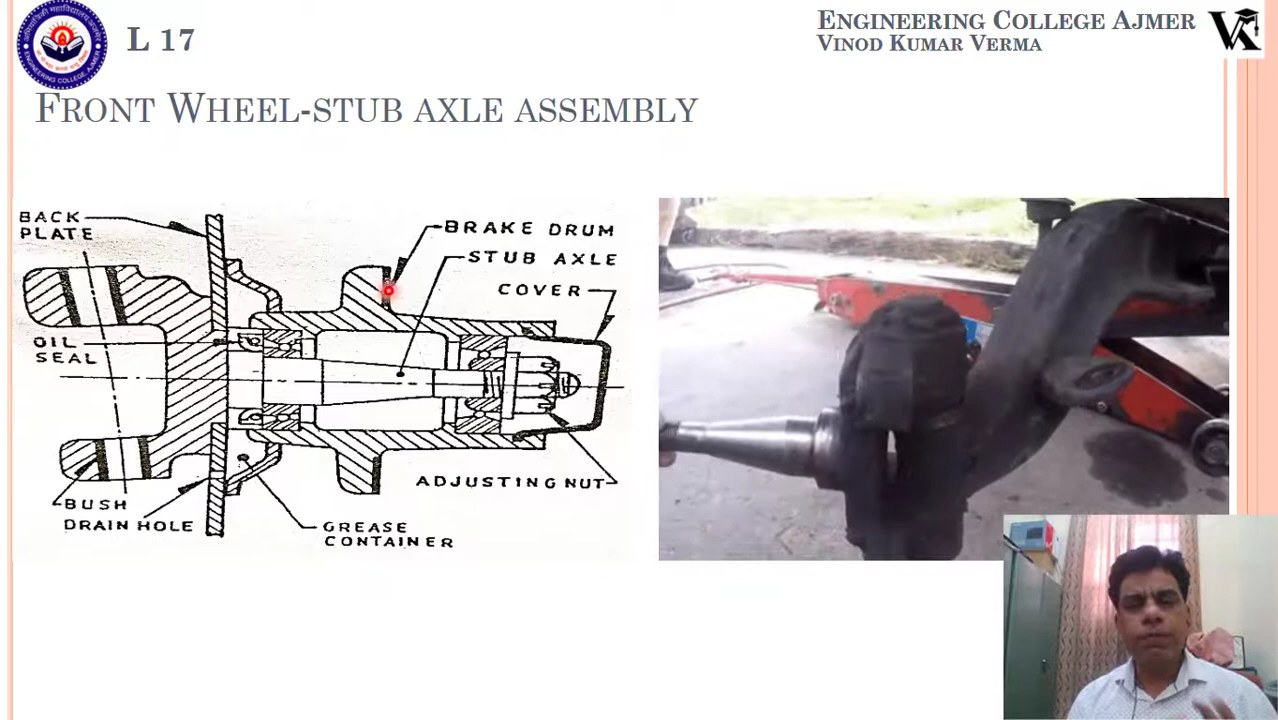 L 17
ENGINEERING COLLEGE AJMER
VINOD KUMAR VERMA
FRONT WHEEL-STUB AXLE ASSEMBLY
BACK
PLATE
BRAKE DRUM
STUB AXLE
COVER
OIL
SEAL
ADJUSTING NUT
BUSH
DRAIN HOLE
GREASE
CONTAINER